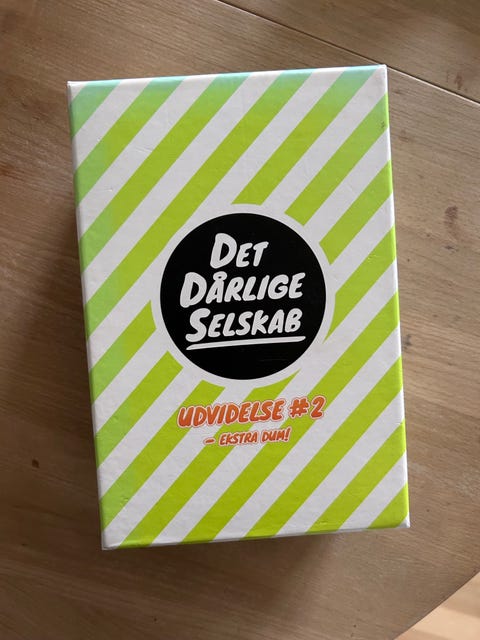 DET
DÅRLIGE
SELSKAB
UDVIDELSE #2
– EKSTRA DUM!